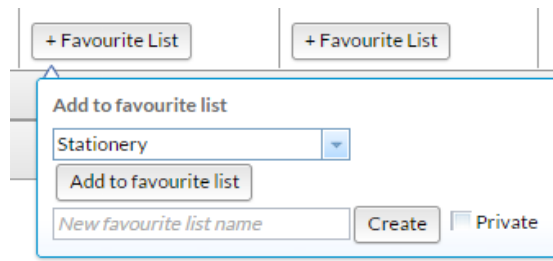 + Favourite List + Favourite List
Add to favourite list
Stationery
Add to favourite list
New favourite list name Create Private